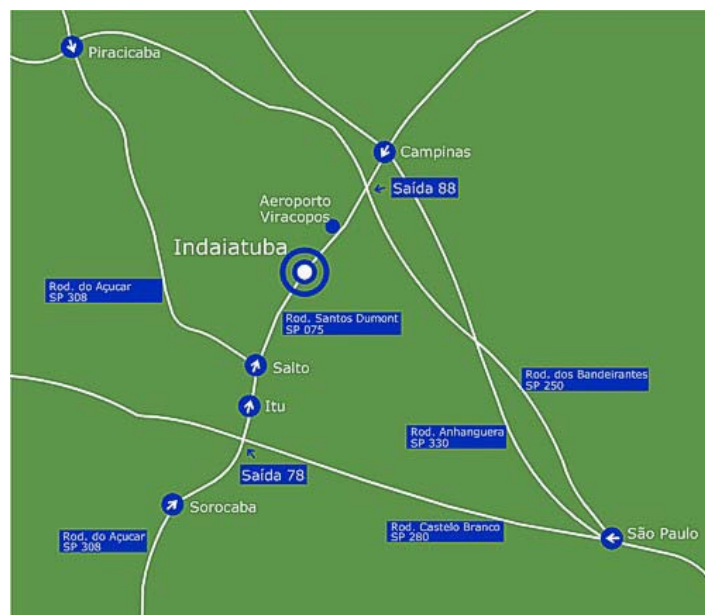 Piracicaba
Campinas
Saída 88
Aeroporto
Viracopos
Indaiatuba
Rod. do Açucar
SP 308
Rod. Santos Dumont
SP 075
Salto
Rod. dos Bandeirantes
SP 250
Itu
Rod. Anhanguera
SP 330
Saída 78
Sorocaba
Rod. Castelo Branco
SP 280
São Paulo
Rod. do Açucar
SP 308